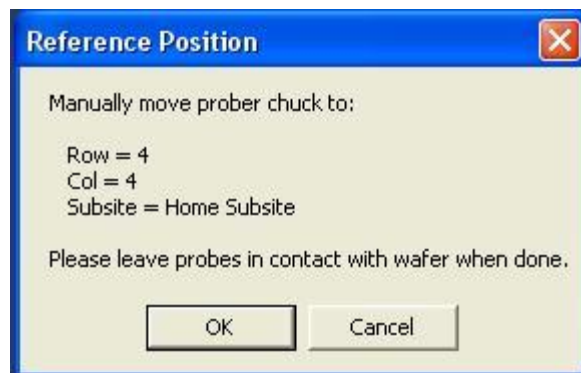 Reference Position
Manually move prober chuck to:
Row = 4
Col = 4
Subsite = Home Subsite
Please leave probes in contact with wafer when done.
OK
Cancel